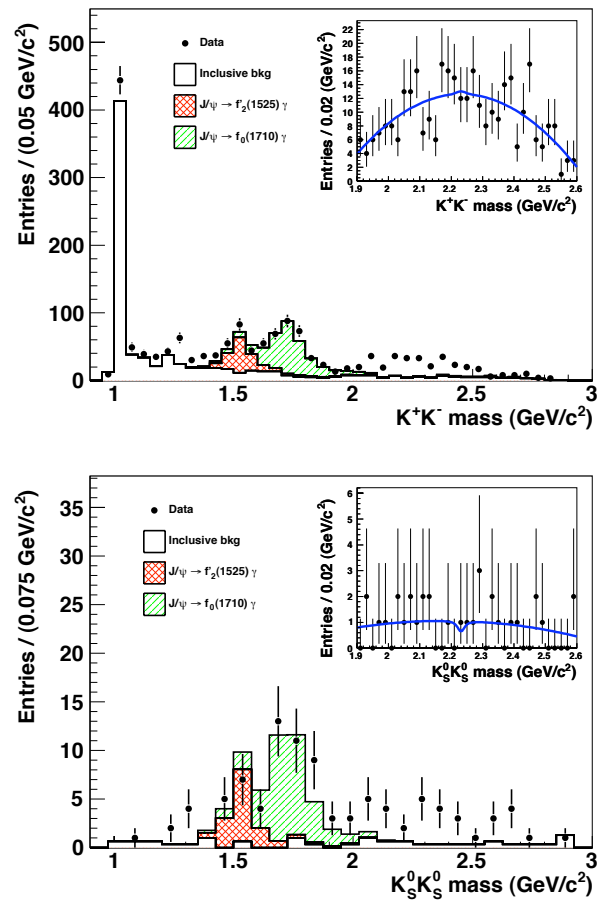 Entries / (0.05 GeV/c²)
550
500
400
300
200
100
0
Data
Inclusive bkg
J/ψ → f'₂(1525) γ
J/ψ → f₀(1710) γ
Entries / 0.02 (GeV/c²)
22
20
18
16
14
12
10
8
6
4
2
0
1.9 2 2.1 2.2 2.3 2.4 2.5 2.6
K⁺K⁻ mass (GeV/c²)
1 1.5 2 2.5 3
K⁺K⁻ mass (GeV/c²)
Entries / (0.075 GeV/c²)
35
30
25
20
15
10
5
0
Data
Inclusive bkg
J/ψ → f'₂(1525) γ
J/ψ → f₀(1710) γ
Entries / 0.02 (GeV/c²)
6
5
4
3
2
1
0
1.9 2 2.1 2.2 2.3 2.4 2.5 2.6
K⁰ₛK⁰ₛ mass (GeV/c²)
1 1.5 2 2.5 3
K⁰ₛK⁰ₛ mass (GeV/c²)